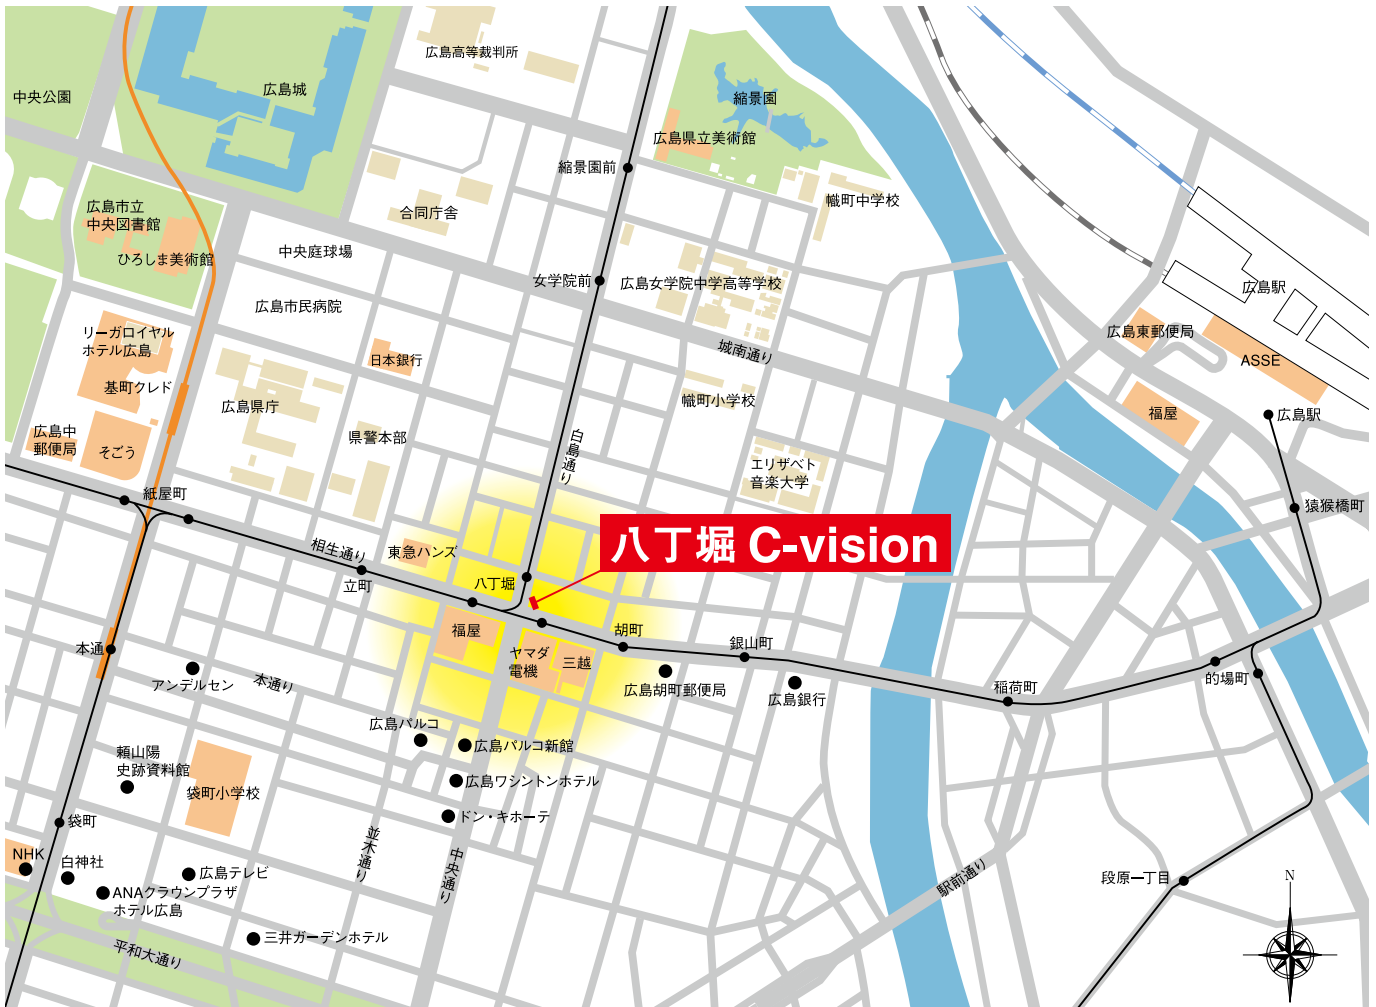 広島高等裁判所
中央公園
広島城
縮景園
広島県立美術館
縮景園前
幟町中学校
合同庁舎
広島市立
中央図書館
ひろしま美術館
中央庭球場
女学院前
広島女学院中学高等学校
広島駅
広島市民病院
リーガロイヤル
ホテル広島
城南通り
広島東郵便局
ASSE
日本銀行
基町クレド
幟町小学校
広島県庁
福屋
広島駅
広島中
郵便局
そごう
県警本部
白島通り
エリザベト
音楽大学
紙屋町
猿猴橋町
八丁堀 C-vision
相生通り
東急ハンズ
立町
八丁堀
福屋
胡町
銀山町
ヤマダ
電機
三越
本通
アンデルセン
本通り
広島胡町郵便局
広島銀行
稲荷町
的場町
広島パルコ
広島パルコ新館
頼山陽
史跡資料館
袋町小学校
広島ワシントンホテル
ドン・キホーテ
袋町
並木通り
中央通り
NHK
白神社
広島テレビ
ANAクラウンプラザ
ホテル広島
駅前通り
段原一丁目
N
三井ガーデンホテル
平和大通り